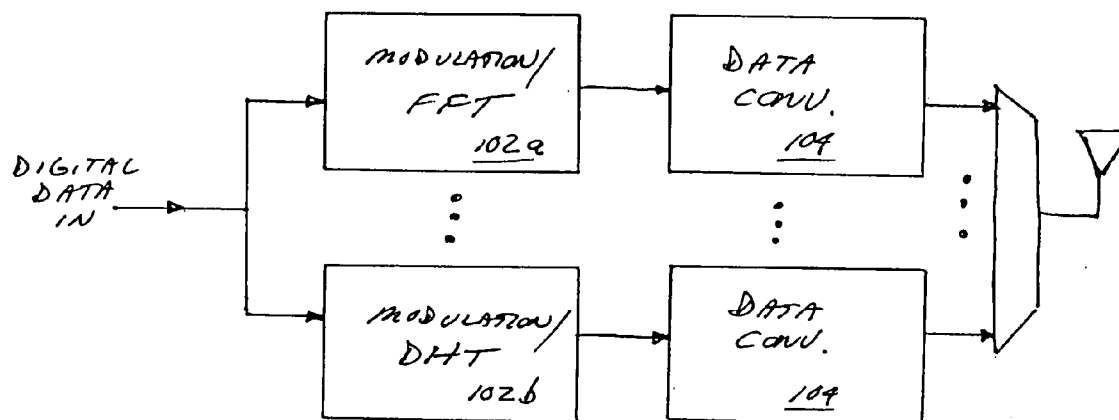 DIGITAL
DATA
IN
MODULATION/
FFT
102a
DATA
CONV.
104
MODULATION/
DHT
102b
DATA
CONV.
104